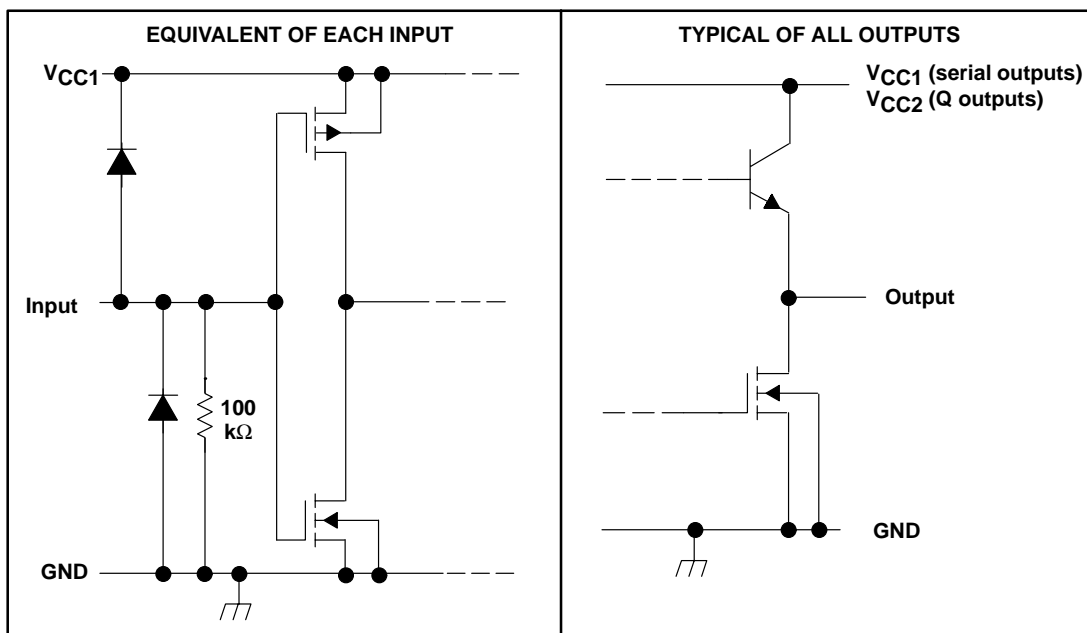 EQUIVALENT OF EACH INPUT
VCC1
Input
100
kΩ
GND
TYPICAL OF ALL OUTPUTS
VCC1 (serial outputs)
VCC2 (Q outputs)
Output
GND